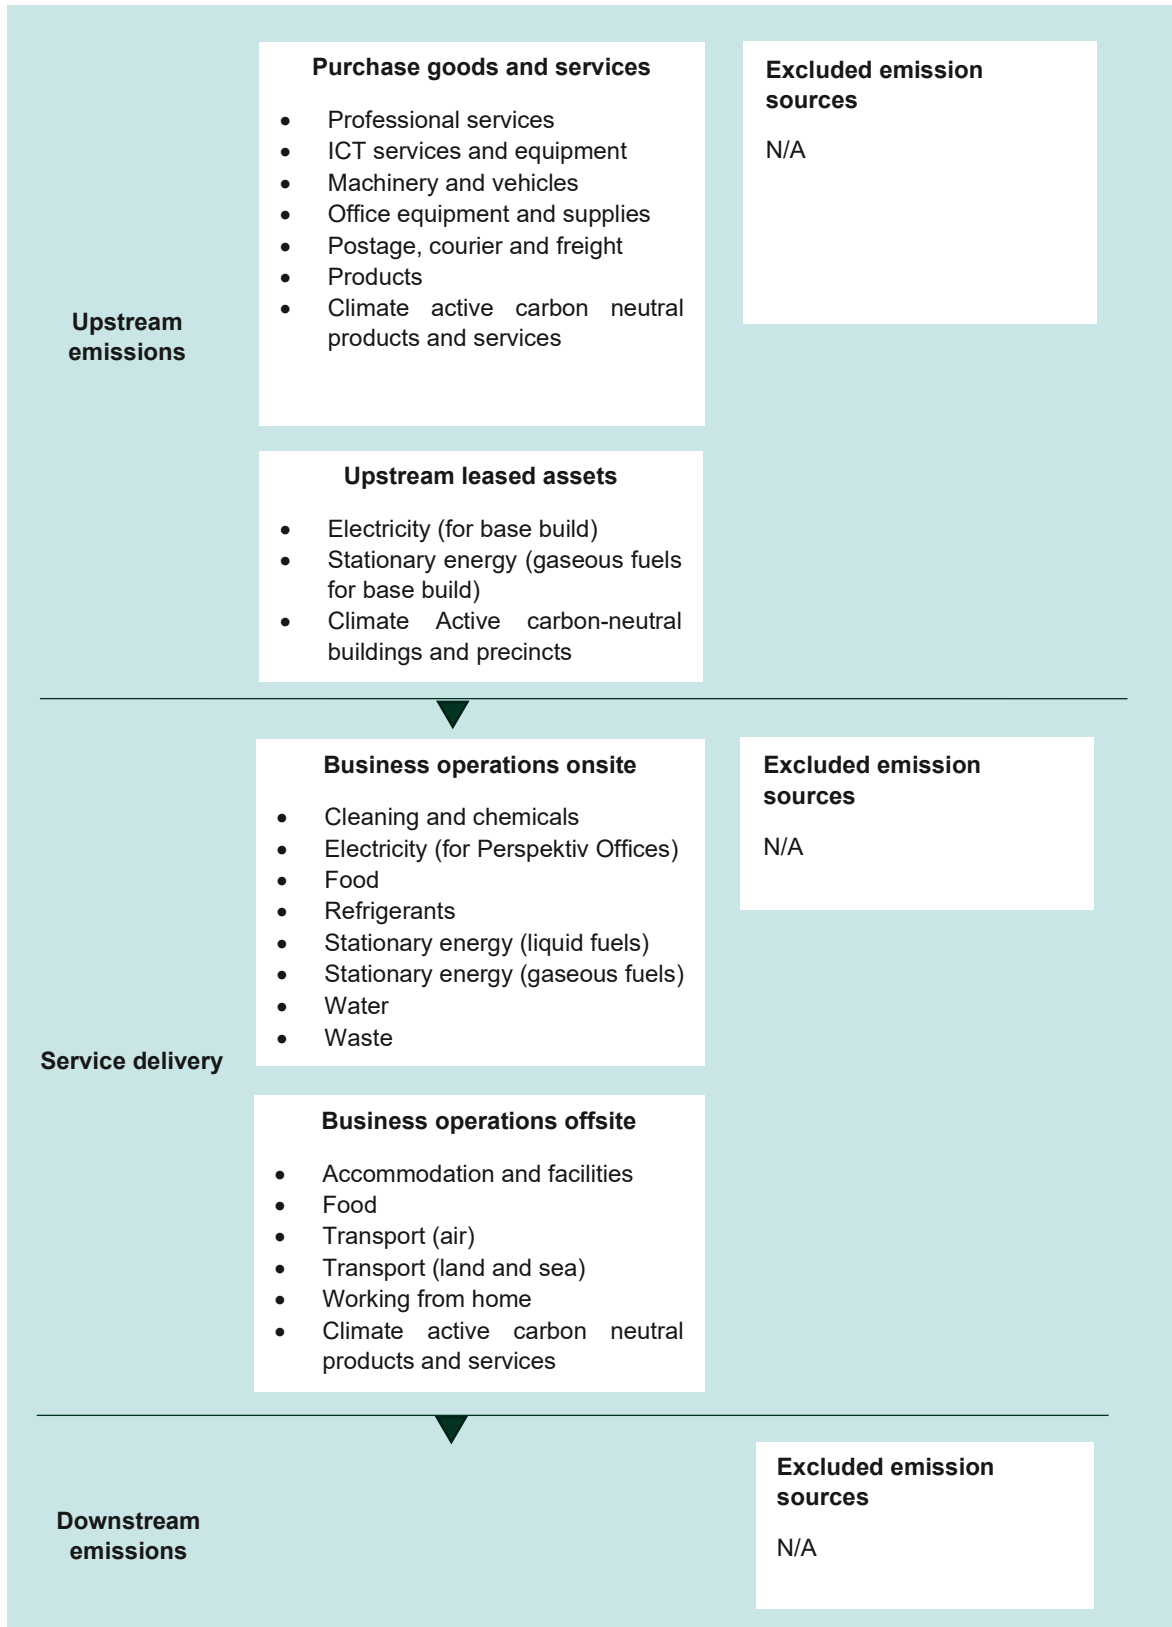 Purchase goods and services
• Professional services
• ICT services and equipment
• Machinery and vehicles
• Office equipment and supplies
• Postage, courier and freight
• Products
• Climate active carbon neutral
products and services
Excluded emission
sources
N/A
Upstream
emissions
Upstream leased assets
• Electricity (for base build)
• Stationary energy (gaseous fuels
for base build)
• Climate Active carbon-neutral
buildings and precincts
Business operations onsite
• Cleaning and chemicals
• Electricity (for Perspektiv Offices)
• Food
• Refrigerants
• Stationary energy (liquid fuels)
• Stationary energy (gaseous fuels)
• Water
• Waste
Excluded emission
sources
N/A
Service delivery
Business operations offsite
• Accommodation and facilities
• Food
• Transport (air)
• Transport (land and sea)
• Working from home
• Climate active carbon neutral
products and services
Downstream
emissions
Excluded emission
sources
N/A